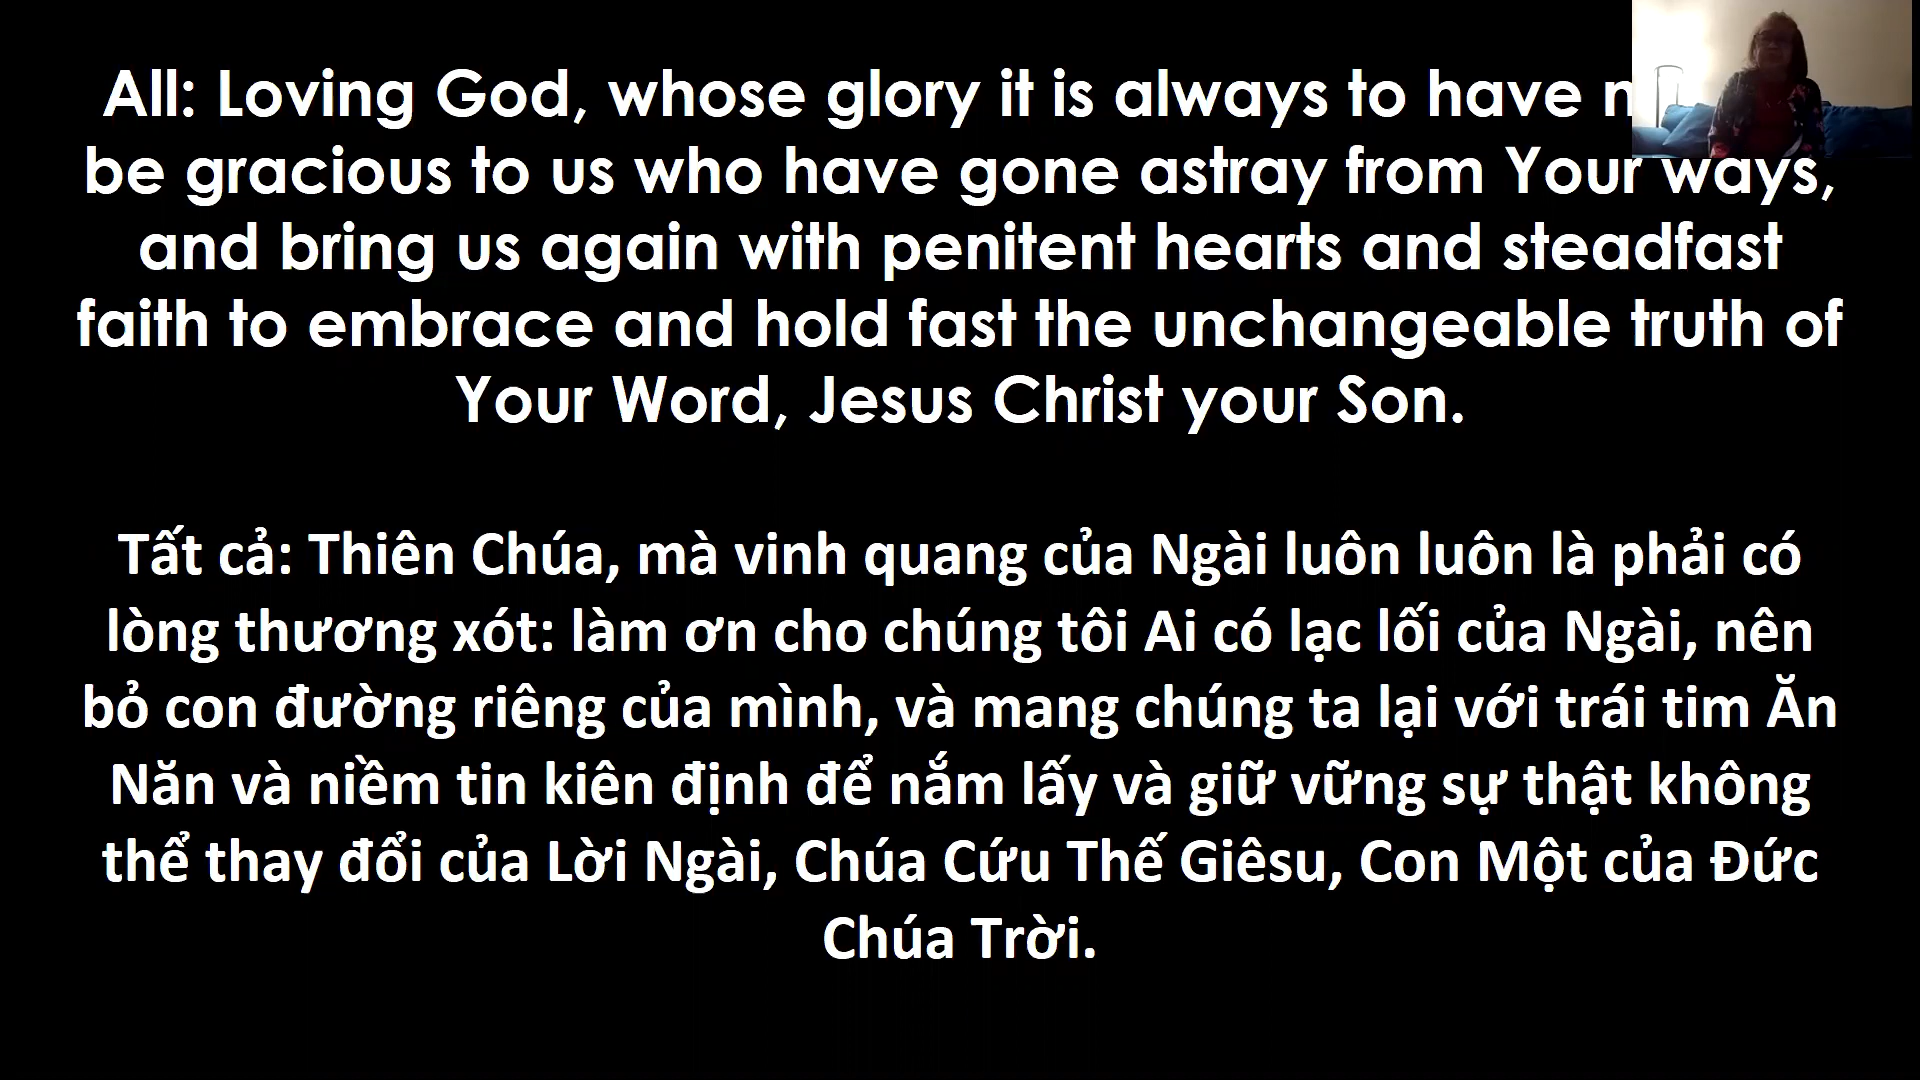 All: Loving God, whose glory it is always to have
be gracious to us who have gone astray from Your ways,
and bring us again with penitent hearts and steadfast
faith to embrace and hold fast the unchangeable truth of
Your Word, Jesus Christ your Son.
Tất cả: Thiên Chúa, mà vinh quang của Ngài luôn luôn là phải có
lòng thương xót: làm ơn cho chúng tôi Ai có lạc lối của Ngài, nên
bỏ con đường riêng của mình, và mang chúng ta lại với trái tim Ăn
Năn và niềm tin kiên định để nắm lấy và giữ vững sự thật không
thể thay đổi của Lời Ngài, Chúa Cứu Thế Giêsu, Con Một của Đức
Chúa Trời.